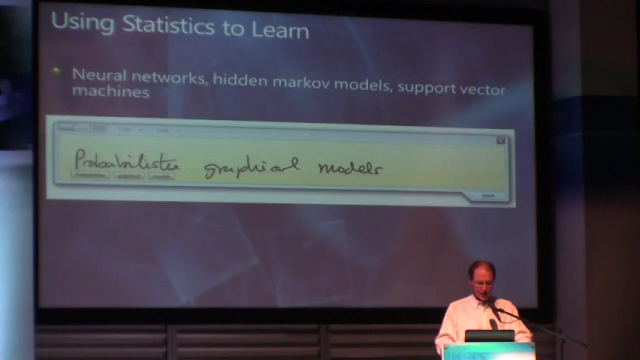 Using Statistics to Learn
Neural networks, hidden markov models, support vector
machines
Probabilistic graphical models